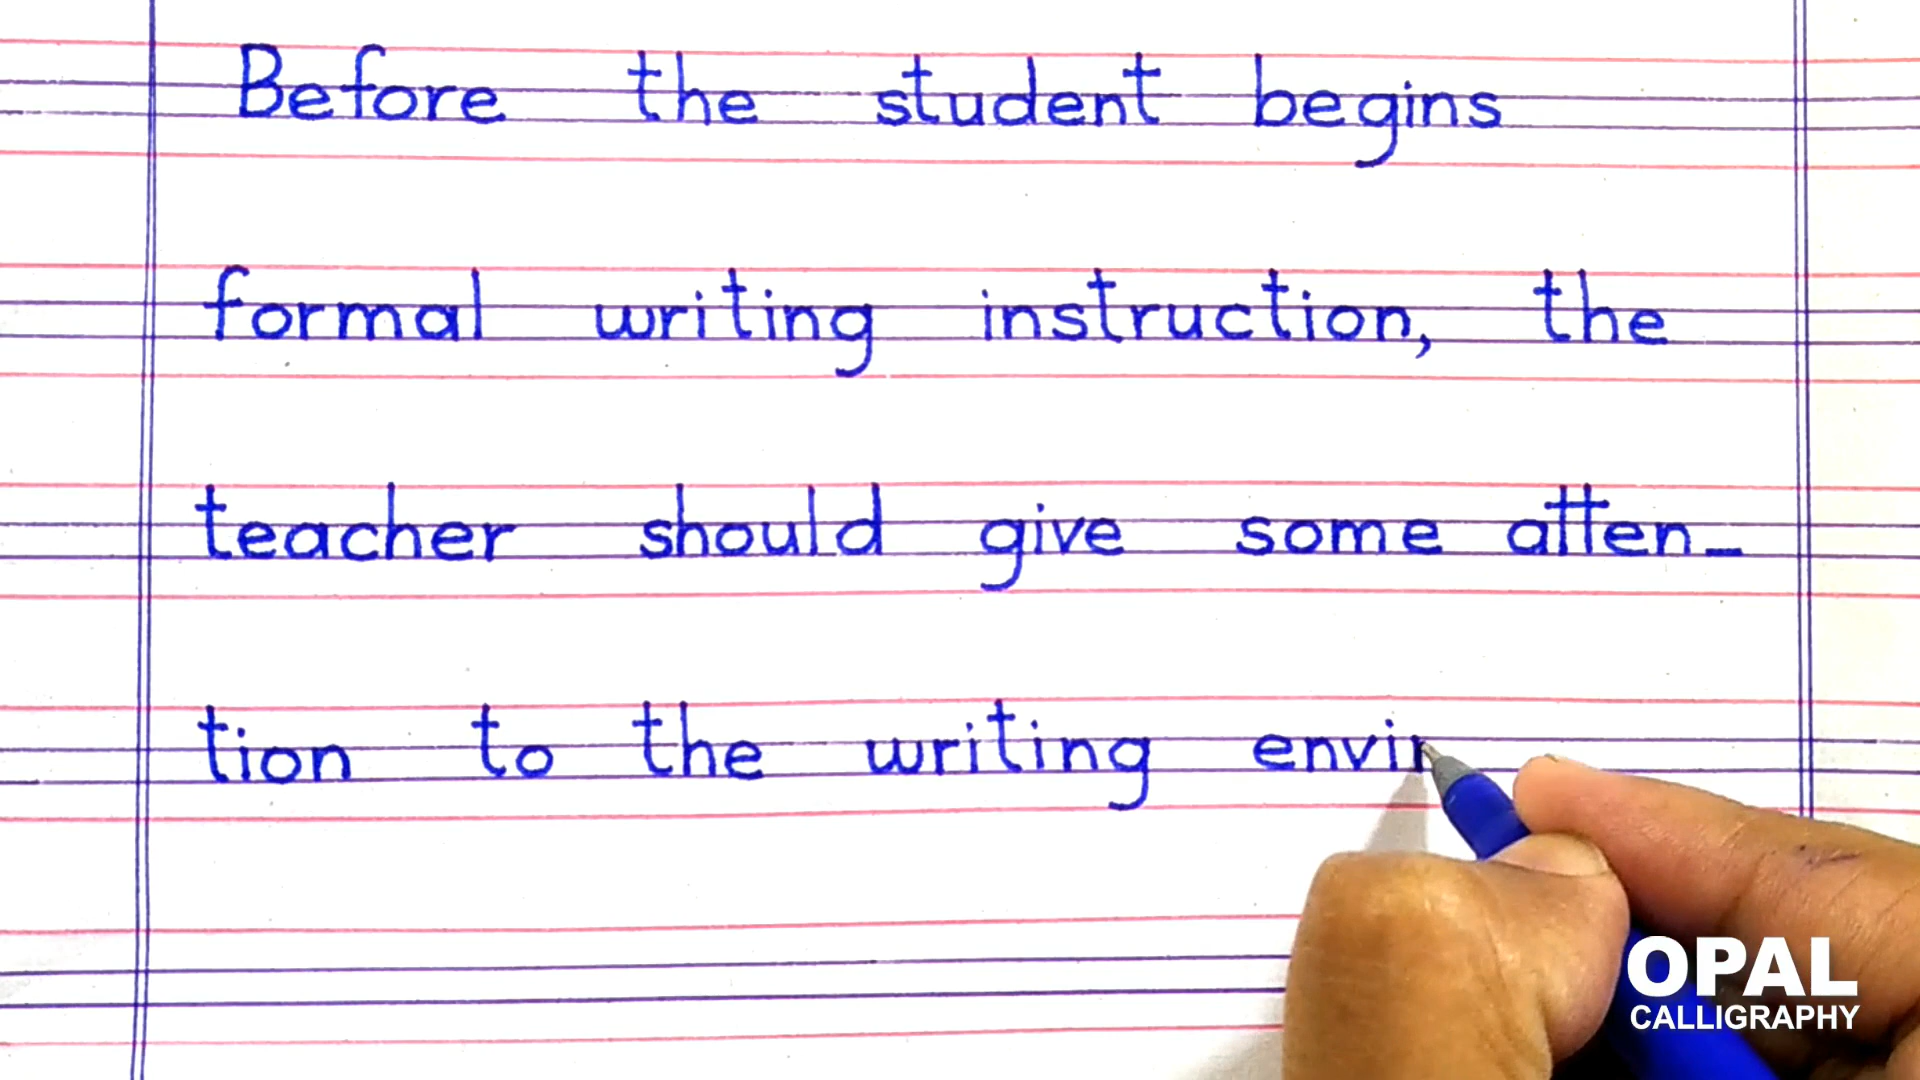 Before the student begins
formal writing instruction, the
teacher should give some atten-
tion to the writing envir
OPAL
CALLIGRAPHY